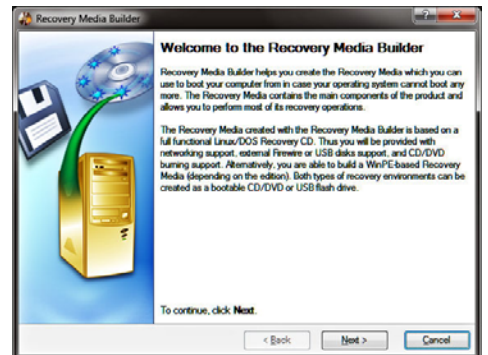 Recovery Media Builder
Welcome to the Recovery Media Builder
Recovery Media Builder helps you create the Recovery Media which you can
use to boot your computer from in case your operating system cannot boot any
more. The Recovery Media contains the main components of the product and
allows you to perform most of its recovery operations.
The Recovery Media created with the Recovery Media Builder is based on a
full functional Linux/DOS Recovery CD. Thus you will be provided with
networking support, external Firewire or USB disks support, and CD/DVD
burning support. Alternatively, you are able to build a WinPE-based Recovery
Media (depending on the edition). Both types of recovery environments can be
created as a bootable CD/DVD or USB flash drive.
To continue, click Next.
< Back Next > Cancel